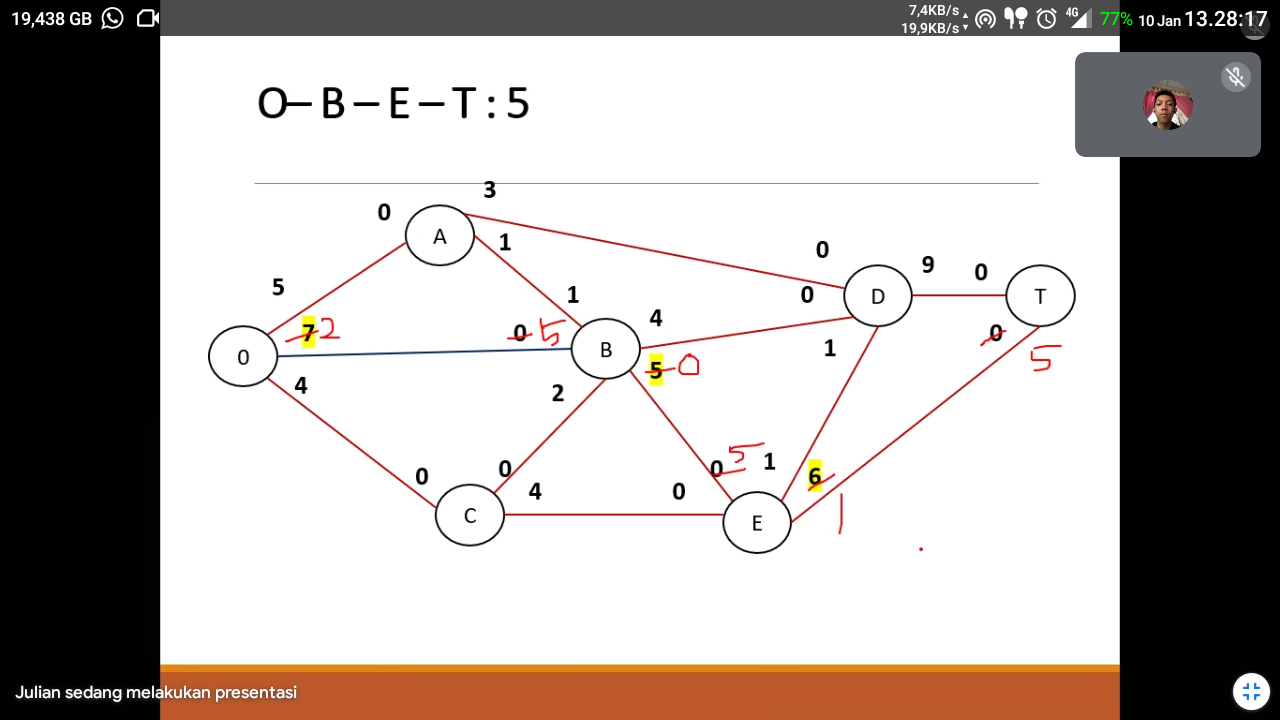 19,438 GB 7,4KB/s 4G 77% 10 Jan 13.28.17
19,9KB/s
O – B – E – T : 5
3
0
A
1
0
9
0
5
1
0
D
T
7 2
0 5
4
0
5
0
B
5 0
1
4
2
0
5
1
6
0
0
4
0
1
C
E
Julian sedang melakukan presentasi